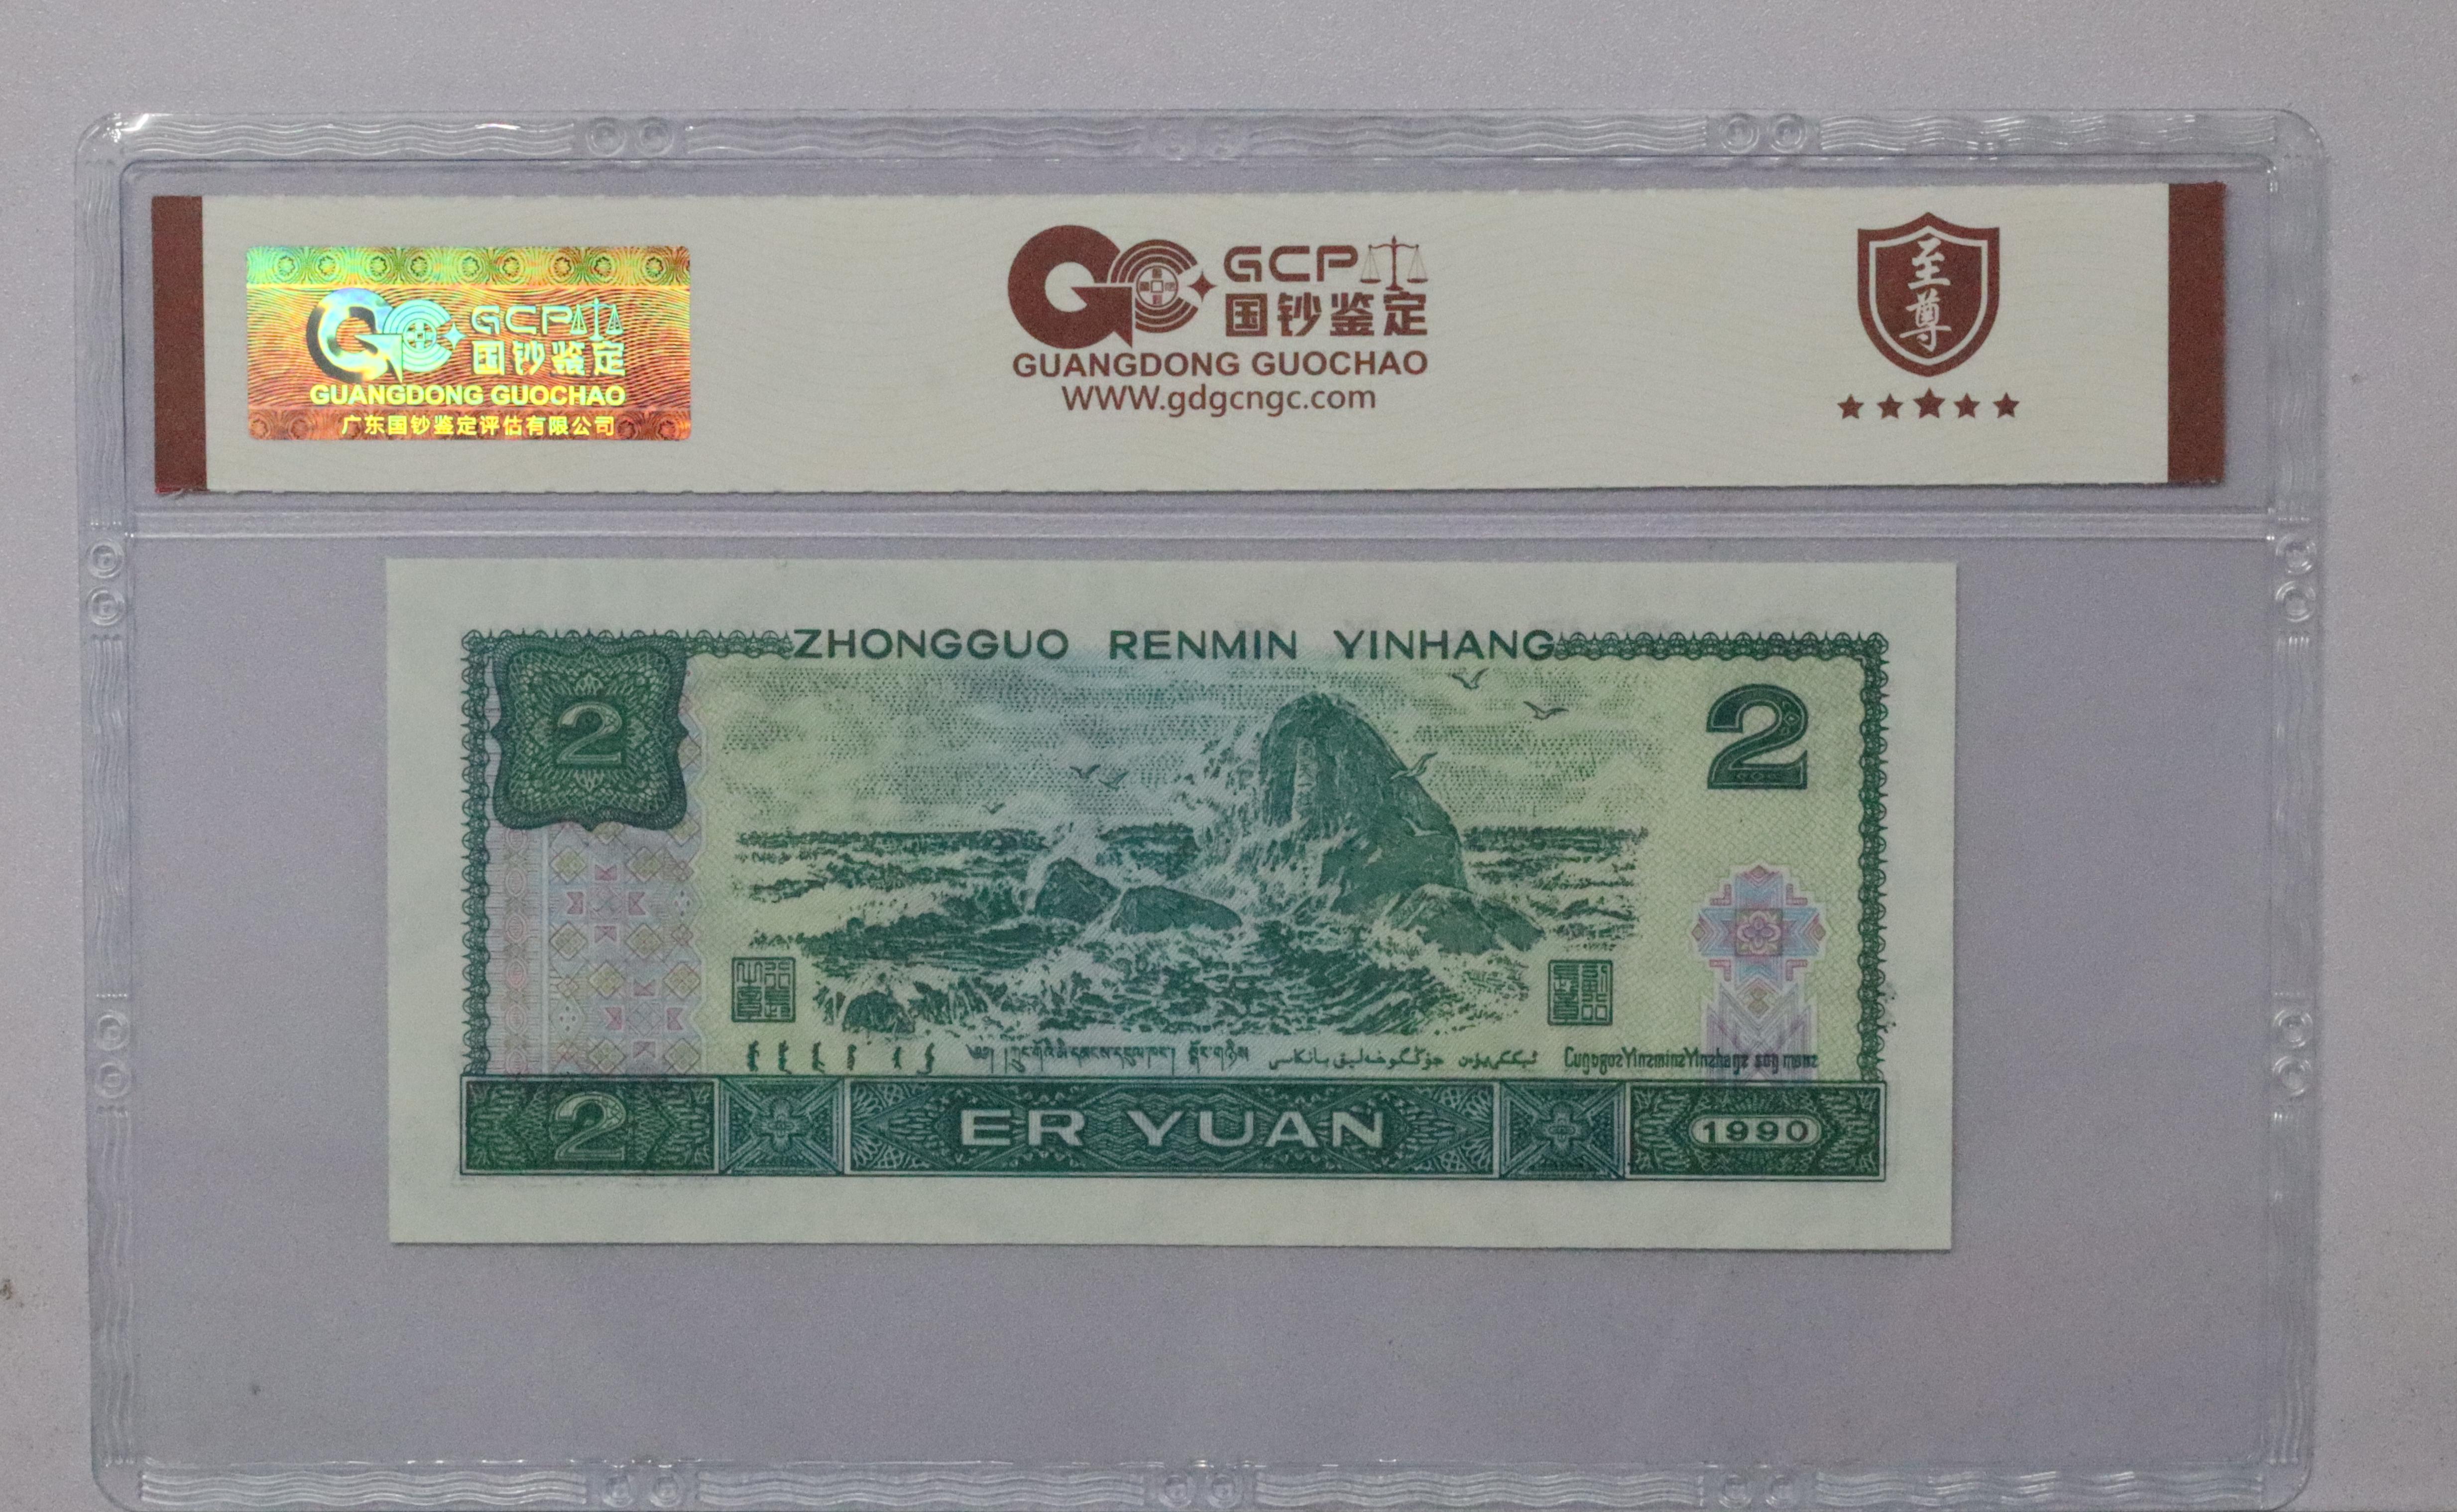 GCP
国钞鉴定
GUANGDONG GUOCHAO
广东国钞鉴定评估有限公司
GCP
国钞鉴定
GUANGDONG GUOCHAO
WWW.gdgcngc.com
至尊
ZHONGGUO RENMIN YINHANG
2
2
2 ER YUAN 1990